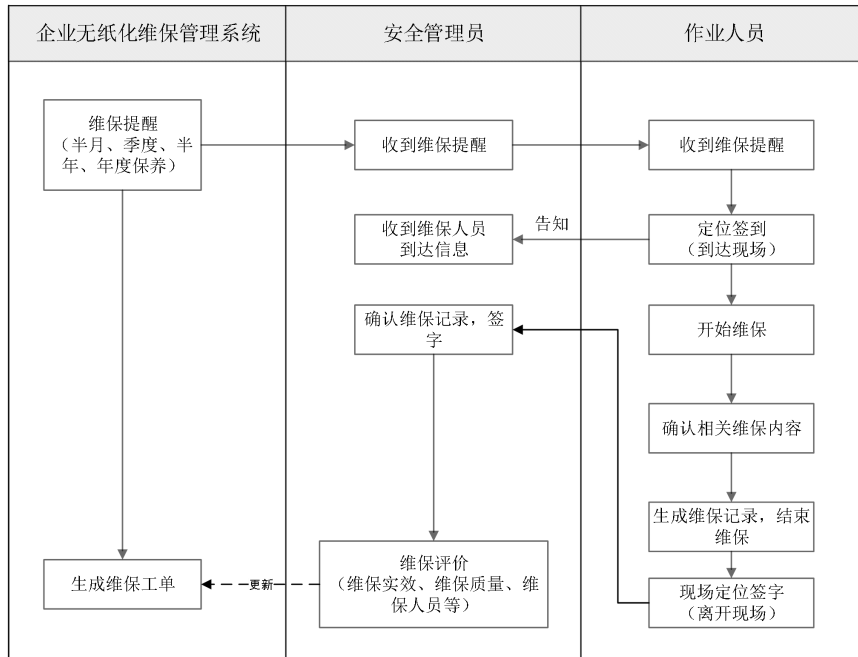 企业无纸化维保管理系统
安全管理员
作业人员
维保提醒
（半月、季度、半
年、年度保养）
收到维保提醒
收到维保提醒
收到维保人员
到达信息
告知
定位签到
（到达现场）
确认维保记录，签
字
开始维保
确认相关维保内容
生成维保记录，结束
维保
生成维保工单
更新
维保评价
（维保实效、维保质量、维
保人员等）
现场定位签字
（离开现场）